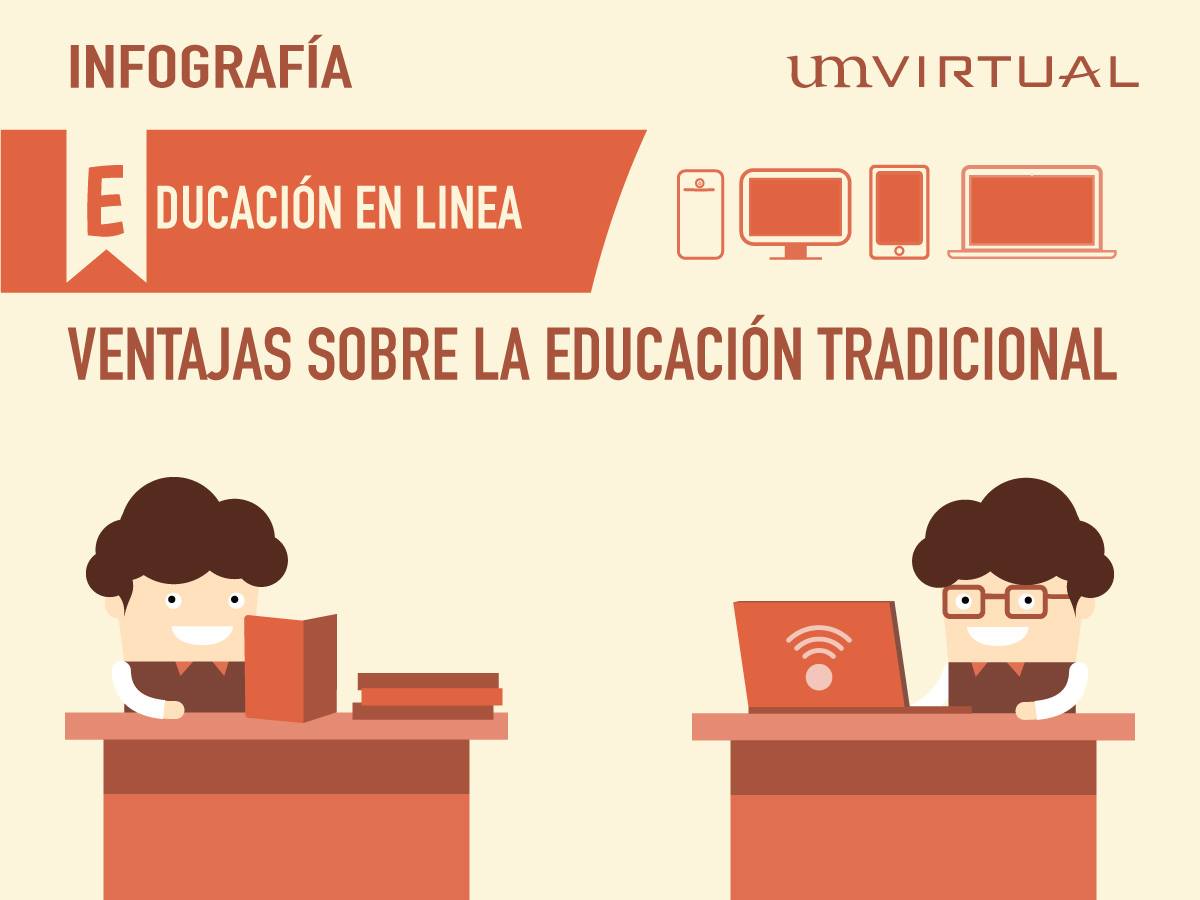 INFOGRAFÍA
umVIRTUAL
EDUCACIÓN EN LINEA
VENTAJAS SOBRE LA EDUCACIÓN TRADICIONAL